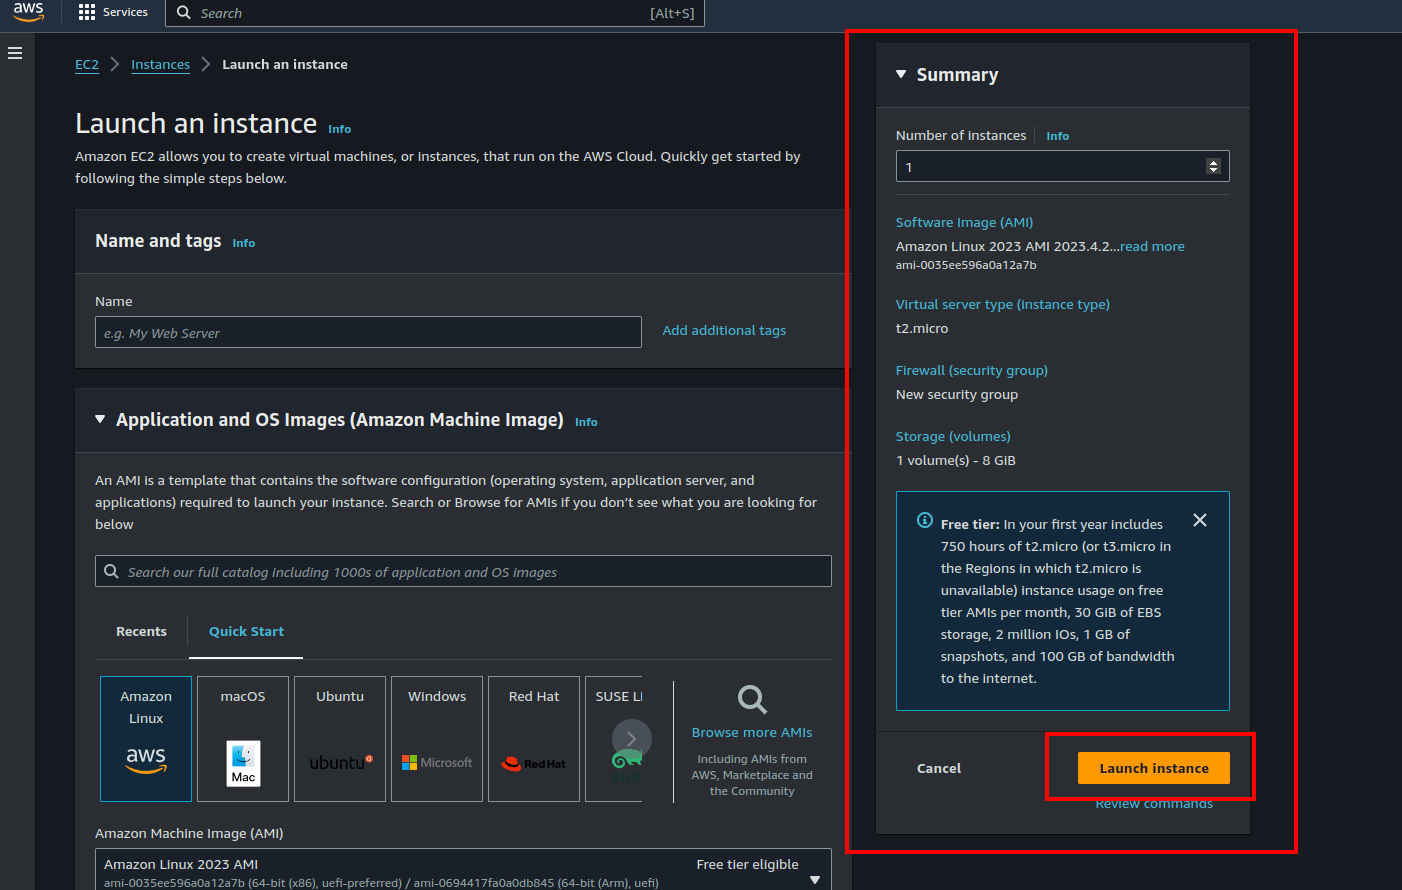 aws
Services
Search
[Alt+S]
EC2
Instances
Launch an instance
Launch an instance Info
Amazon EC2 allows you to create virtual machines, or instances, that run on the AWS Cloud. Quickly get started by
following the simple steps below.
Name and tags Info
Name
e.g. My Web Server
Add additional tags
Application and OS Images (Amazon Machine Image) Info
An AMI is a template that contains the software configuration (operating system, application server, and
applications) required to launch your instance. Search or Browse for AMIs if you don't see what you are looking for
below
Search our full catalog including 1000s of application and OS images
Recents
Quick Start
Amazon
Linux
aws
macOS
Mac
Ubuntu
ubuntu
Windows
Microsoft
Red Hat
Red Hat
SUSE Li
SUS
Browse more AMIs
Including AMIs from
AWS, Marketplace and
the Community
Amazon Machine Image (AMI)
Amazon Linux 2023 AMI
Free tier eligible
ami-0035ee596a0a12a7b (64-bit (x86), uefi-preferred) / ami-0694417fa0a0db845 (64-bit (Arm), uefi)
Summary
Number of instances Info
1
Software Image (AMI)
Amazon Linux 2023 AMI 2023.4.2...read more
ami-0035ee596a0a12a7b
Virtual server type (instance type)
t2.micro
Firewall (security group)
New security group
Storage (volumes)
1 volume(s) - 8 GiB
Free tier: In your first year includes
750 hours of t2.micro (or t3.micro in
the Regions in which t2.micro is
unavailable) instance usage on free
tier AMIs per month, 30 GiB of EBS
storage, 2 million IOs, 1 GB of
snapshots, and 100 GB of bandwidth
to the internet.
Cancel
Launch instance
Review commands